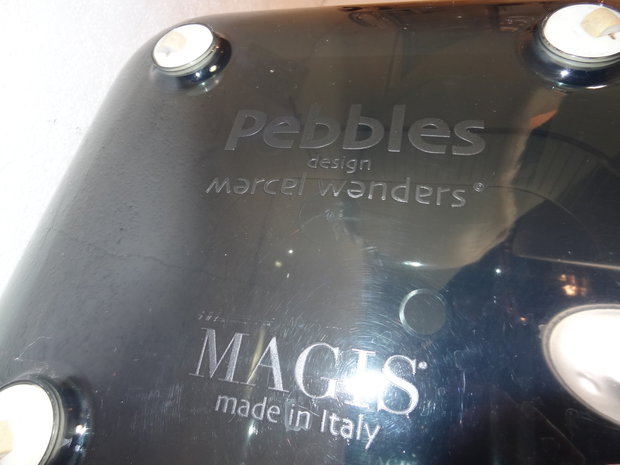 pebbles
design
marcel wanders©
MAGIS®
made in Italy